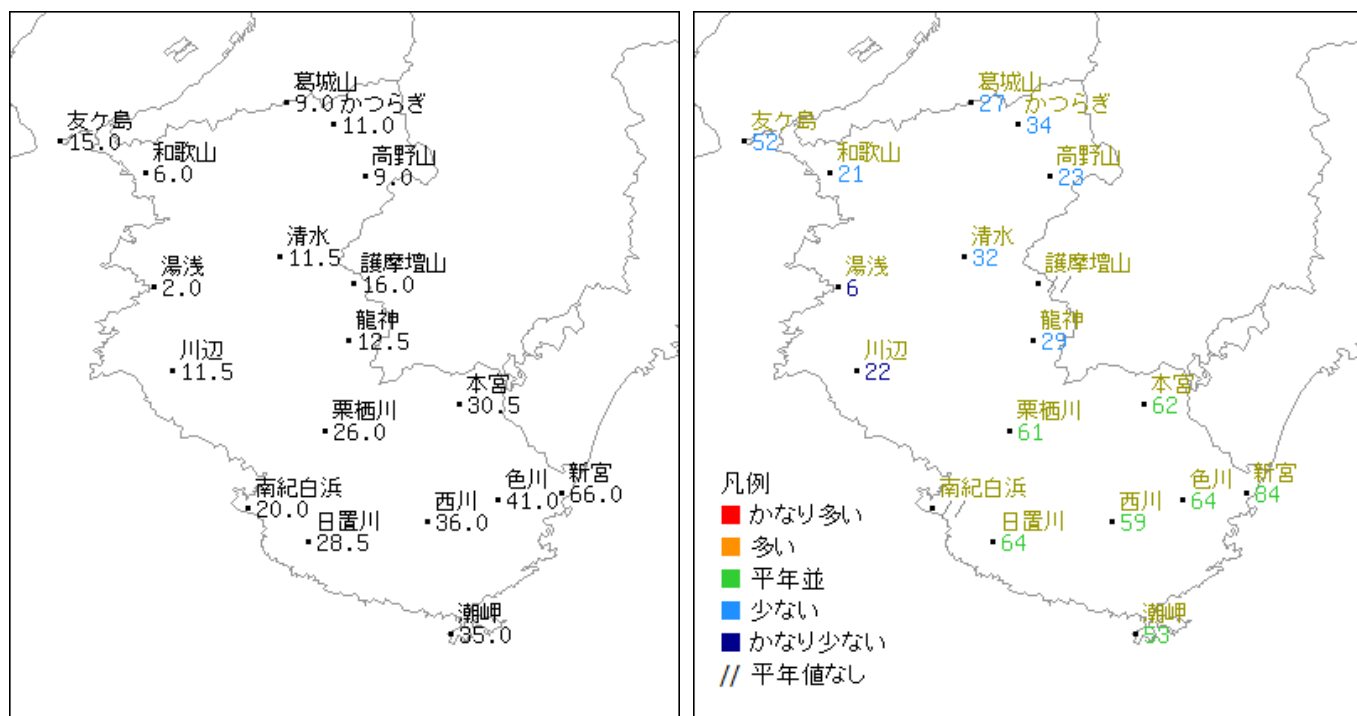 葛城山
9.0
かつらぎ
11.0
友ケ島
15.0
和歌山
6.0
高野山
9.0
清水
11.5
護摩壇山
16.0
湯浅
2.0
龍神
12.5
川辺
11.5
本宮
30.5
栗栖川
26.0
新宮
66.0
色川
41.0
南紀白浜
20.0
西川
36.0
日置川
28.5
潮岬
35.0
葛城山
27
かつらぎ
34
友ケ島
52
和歌山
21
高野山
23
清水
32
護摩壇山
//
湯浅
6
龍神
29
川辺
22
本宮
62
栗栖川
61
新宮
84
色川
64
南紀白浜
//
西川
59
日置川
64
潮岬
53
凡例
かなり多い
多い
平年並
少ない
かなり少ない
// 平年値なし